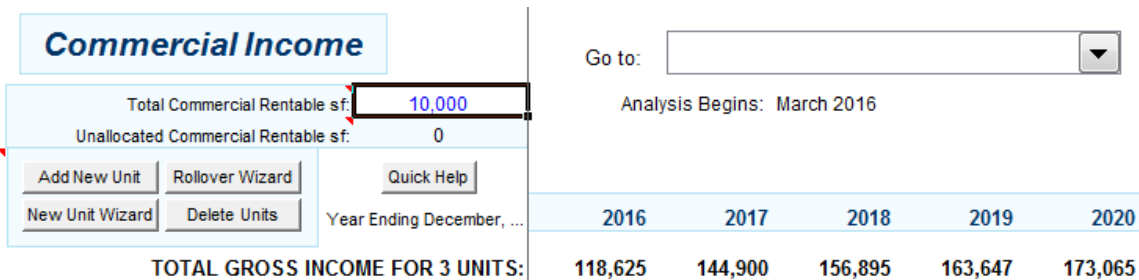 Commercial Income
Go to:
Total Commercial Rentable sf: 10,000
Analysis Begins: March 2016
Unallocated Commercial Rentable sf: 0
Add New Unit Rollover Wizard Quick Help
New Unit Wizard Delete Units Year Ending December, ... 2016 2017 2018 2019 2020
TOTAL GROSS INCOME FOR 3 UNITS: 118,625 144,900 156,895 163,647 173,065